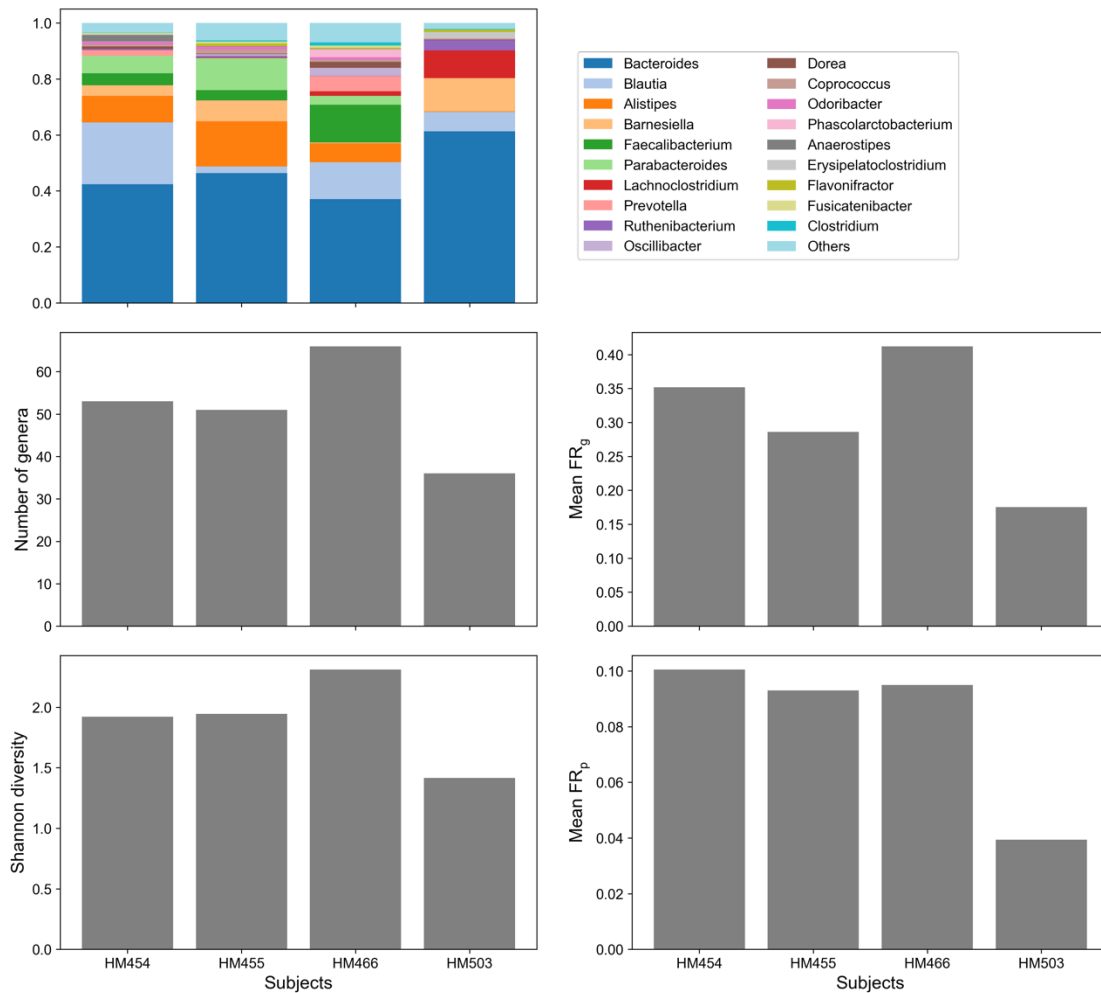 1.0
0.8
0.6
0.4
0.2
0.0
Bacteroides
Blautia
Alistipes
Barnesiella
Faecalibacterium
Parabacteroides
Lachnoclostridium
Prevotella
Ruthenibacterium
Oscillibacter
Dorea
Coprococcus
Odoribacter
Phascolarctobacterium
Anaerostipes
Erysipelatoclostridium
Flavonifractor
Fusicatenibacter
Clostridium
Others
Number of genera
60
50
40
30
20
10
0
Mean FRg
0.40
0.35
0.30
0.25
0.20
0.15
0.10
0.05
0.00
Shannon diversity
2.0
1.5
1.0
0.5
0.0
HM454 HM455 HM466 HM503
Subjects
Mean FRp
0.10
0.08
0.06
0.04
0.02
0.00
HM454 HM455 HM466 HM503
Subjects